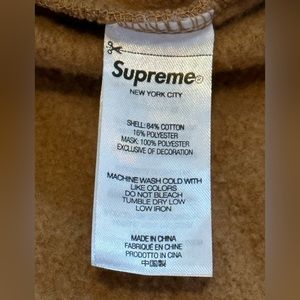 Supreme®
NEW YORK CITY
SHELL: 84% COTTON
16% POLYESTER
MASK: 100% POLYESTER
EXCLUSIVE OF DECORATION
MACHINE WASH COLD WITH
LIKE COLORS
DO NOT BLEACH
TUMBLE DRY LOW
LOW IRON
MADE IN CHINA
FABRIQUÉ EN CHINE
PRODOTTO IN CINA
中国製